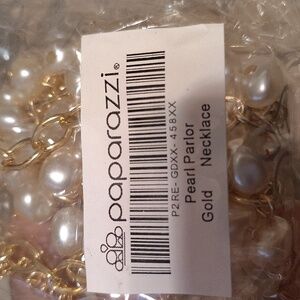 paparazzi®
P2RE-GDXX-458XX
Pearl Parlor
Gold Necklace